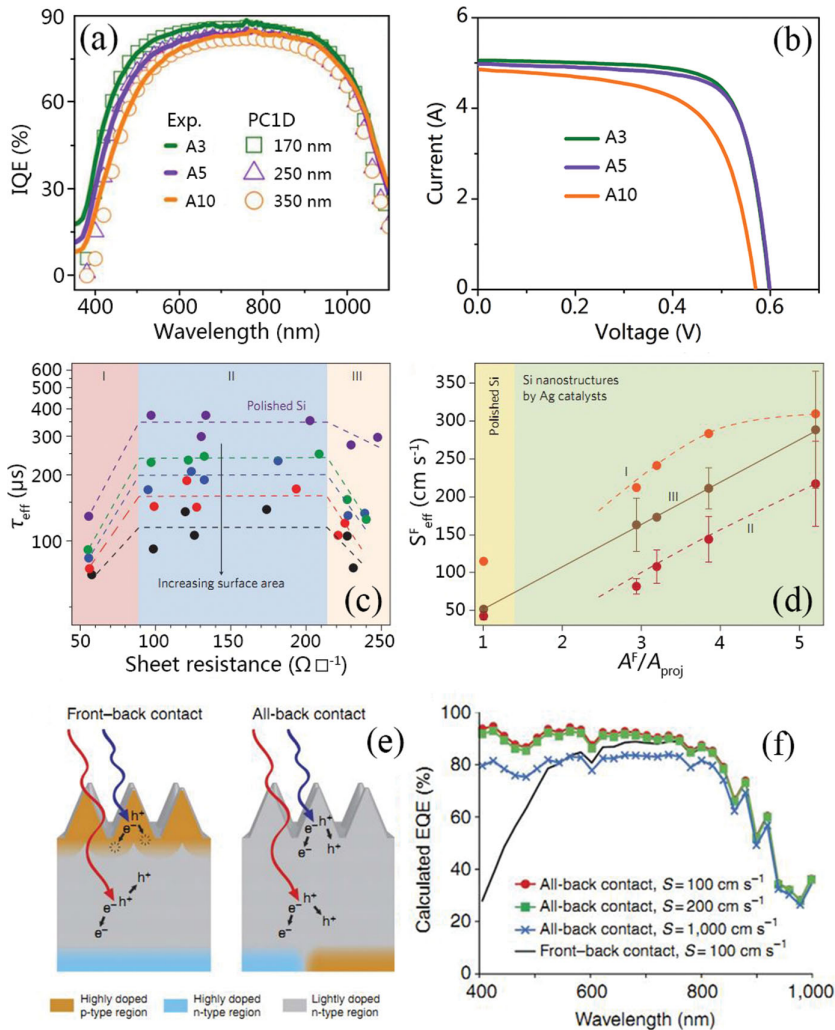 (a)
90
60
30
0
IQE (%)
Exp. PC1D
A3 170 nm
A5 250 nm
A10 350 nm
400 600 800 1000
Wavelength (nm)
(b)
6
4
2
0
Current (A)
A3
A5
A10
0.0 0.2 0.4 0.6 0.8
Voltage (V)
I II III
600
500
400
300
200
100
τeff (µs)
Polished Si
Increasing surface area
(c)
50 100 150 200 250
Sheet resistance (Ω □⁻¹)
Polished Si
Si nanostructures
by Ag catalysts
350
300
250
200
150
100
50
S^F_eff (cm s⁻¹)
I
III
II
(d)
1 2 3 4 5
A^F/A_proj
(e)
Front–back contact All-back contact
h⁺
e⁻
h⁺
e⁻
h⁺
e⁻
e⁻
h⁺
e⁻
e⁻
h⁺
e⁻
Highly doped
p-type region
Highly doped
n-type region
Lightly doped
n-type region
(f)
100
80
60
40
20
0
Calculated EQE (%)
All-back contact, S = 100 cm s⁻¹
All-back contact, S = 200 cm s⁻¹
All-back contact, S = 1,000 cm s⁻¹
Front–back contact, S = 100 cm s⁻¹
400 500 600 700 800 900 1,000
Wavelength (nm)